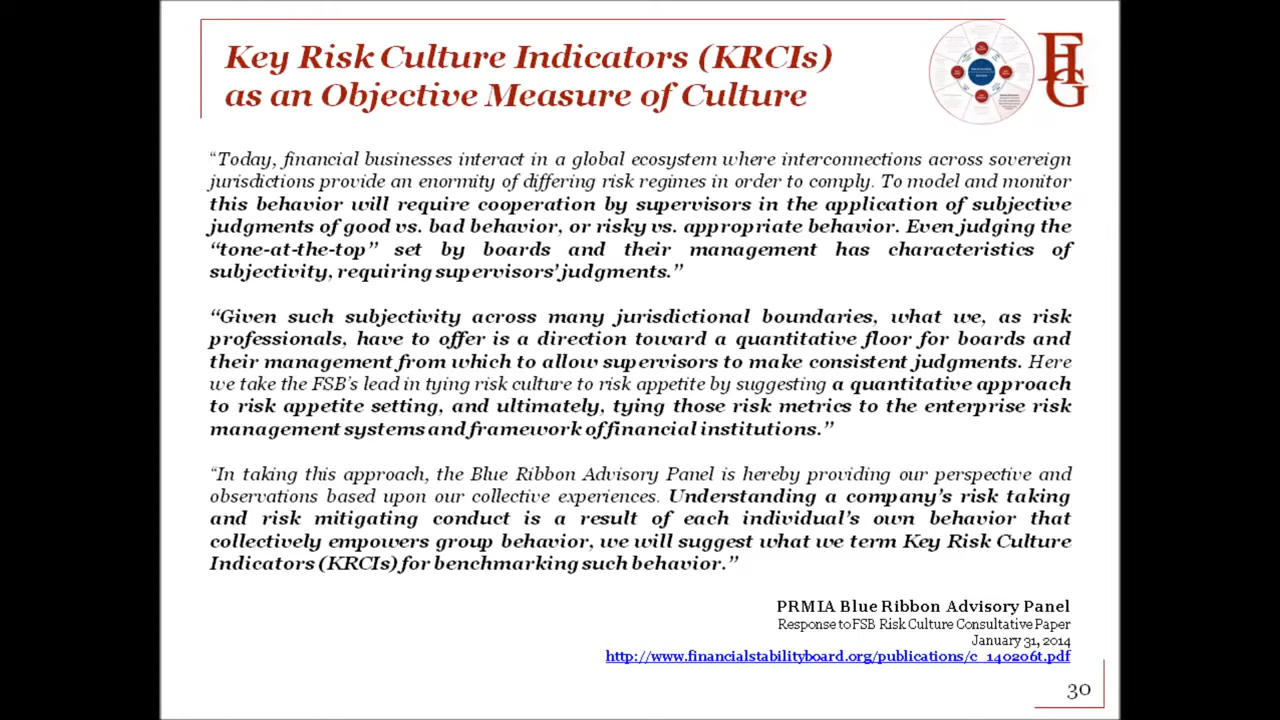 Key Risk Culture Indicators (KRCIs)
as an Objective Measure of Culture
FIG
“Today, financial businesses interact in a global ecosystem where interconnections across sovereign
jurisdictions provide an enormity of differing risk regimes in order to comply. To model and monitor
this behavior will require cooperation by supervisors in the application of subjective
judgments of good vs. bad behavior, or risky vs. appropriate behavior. Even judging the
“tone-at-the-top” set by boards and their management has characteristics of
subjectivity, requiring supervisors’ judgments.”
“Given such subjectivity across many jurisdictional boundaries, what we, as risk
professionals, have to offer is a direction toward a quantitative floor for boards and
their management from which to allow supervisors to make consistent judgments. Here
we take the FSB’s lead in tying risk culture to risk appetite by suggesting a quantitative approach
to risk appetite setting, and ultimately, tying those risk metrics to the enterprise risk
management systems and framework of financial institutions.”
“In taking this approach, the Blue Ribbon Advisory Panel is hereby providing our perspective and
observations based upon our collective experiences. Understanding a company’s risk taking
and risk mitigating conduct is a result of each individual’s own behavior that
collectively empowers group behavior, we will suggest what we term Key Risk Culture
Indicators (KRCIs) for benchmarking such behavior.”
PRMIA Blue Ribbon Advisory Panel
Response to FSB Risk Culture Consultative Paper
January 31, 2014
http://www.financialstabilityboard.org/publications/c_140206t.pdf
30